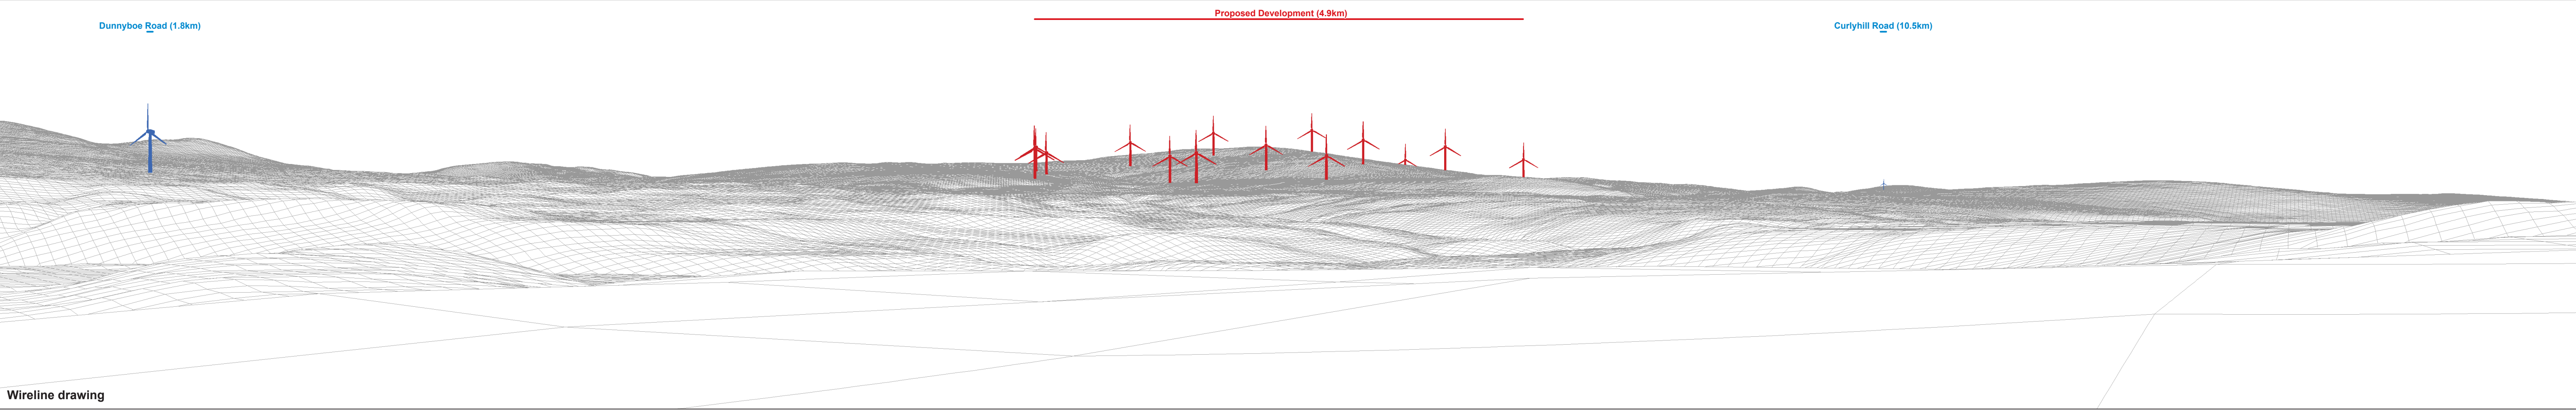 Proposed Development (4.9km)
Dunnyboe Road (1.8km)
Curlyhill Road (10.5km)
Wireline drawing